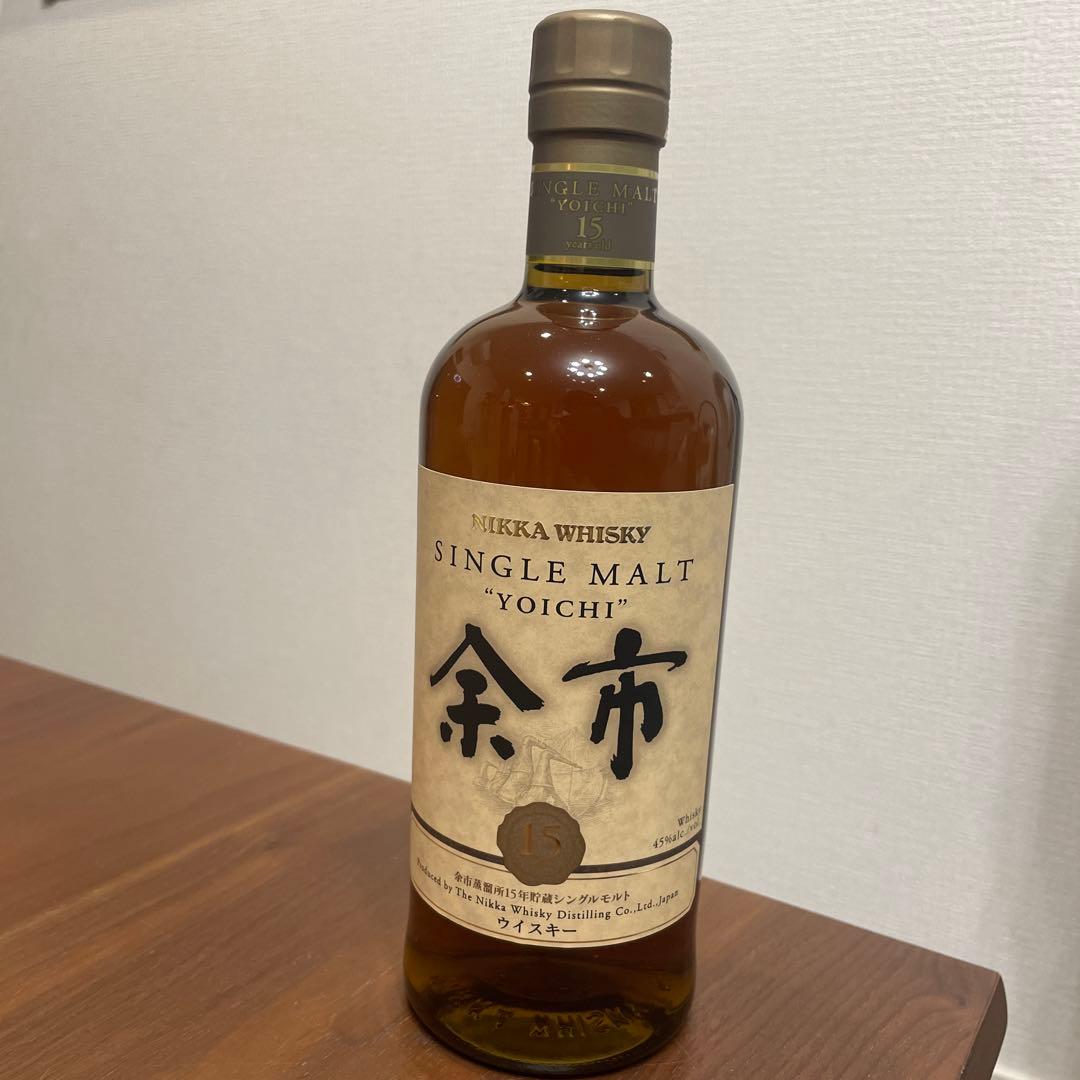 SINGLE MALT
"YOICHI"
15
years old
NIKKA WHISKY
SINGLE MALT
"YOICHI"
余市
15
Whisky
45%alc./vol.
余市蒸溜所15年貯蔵シングルモルト
Produced by The Nikka Whisky Distilling Co.,Ltd.,Japan
ウイスキー